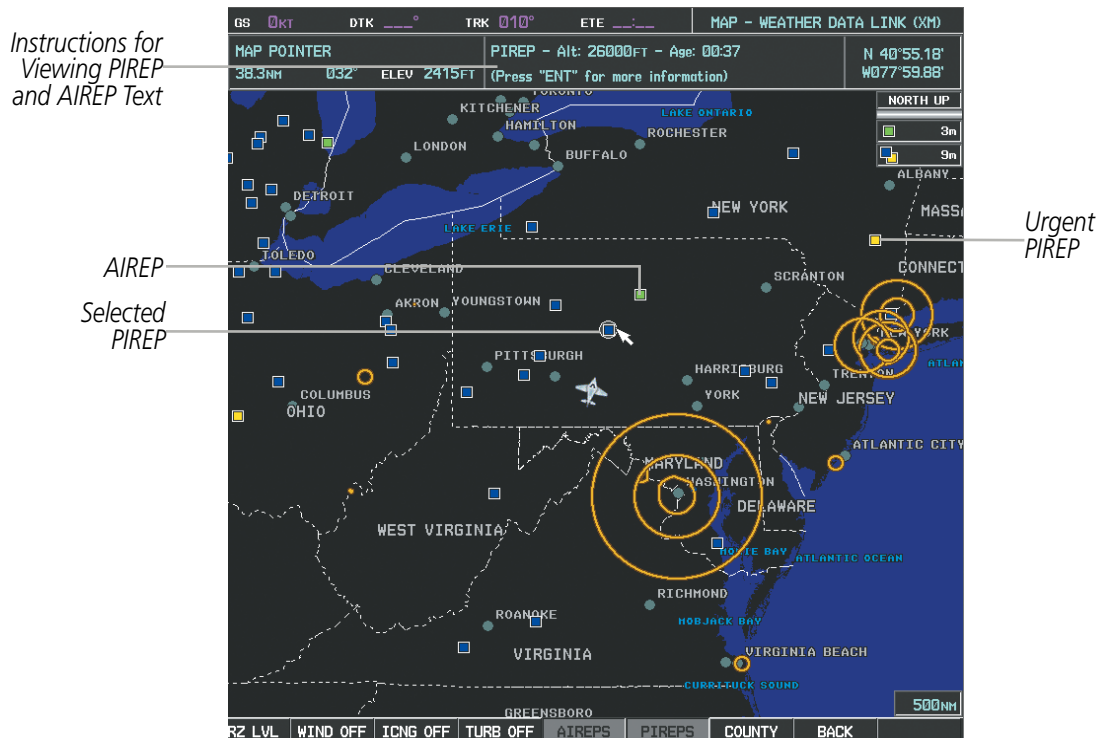 GS 0KT DTK ___° TRK 010° ETE __:__ MAP - WEATHER DATA LINK (XM)
MAP POINTER
38.3NM 032° ELEV 2415FT
PIREP - Alt: 26000FT - Age: 00:37
(Press "ENT" for more information)
N 40°55.18'
W077°59.88'
Instructions for
Viewing PIREP
and AIREP Text
NORTH UP
3m
9m
TORONTO
KITCHENER
LAKE ONTARIO
HAMILTON
ROCHESTER
LONDON
BUFFALO
ALBANY
DETROIT
NEW YORK
MASSA
Urgent
PIREP
LAKE ERIE
TOLEDO
CLEVELAND
SCRANTON
CONNECT
AIREP
AKRON
YOUNGSTOWN
Selected
PIREP
NEW YORK
PITTSBURGH
ATLAN
HARRISBURG
TRENTON
COLUMBUS
YORK
NEW JERSEY
OHIO
ATLANTIC CITY
MARYLAND
WASHINGTON
DELAWARE
WEST VIRGINIA
ATLANTIC OCEAN
RICHMOND
ROANOKE
MOBJACK BAY
VIRGINIA
VIRGINIA BEACH
CURRITUCK SOUND
500NM
GREENSBORO
RZ LVL WIND OFF ICNG OFF TURB OFF AIREPS PIREPS COUNTY BACK